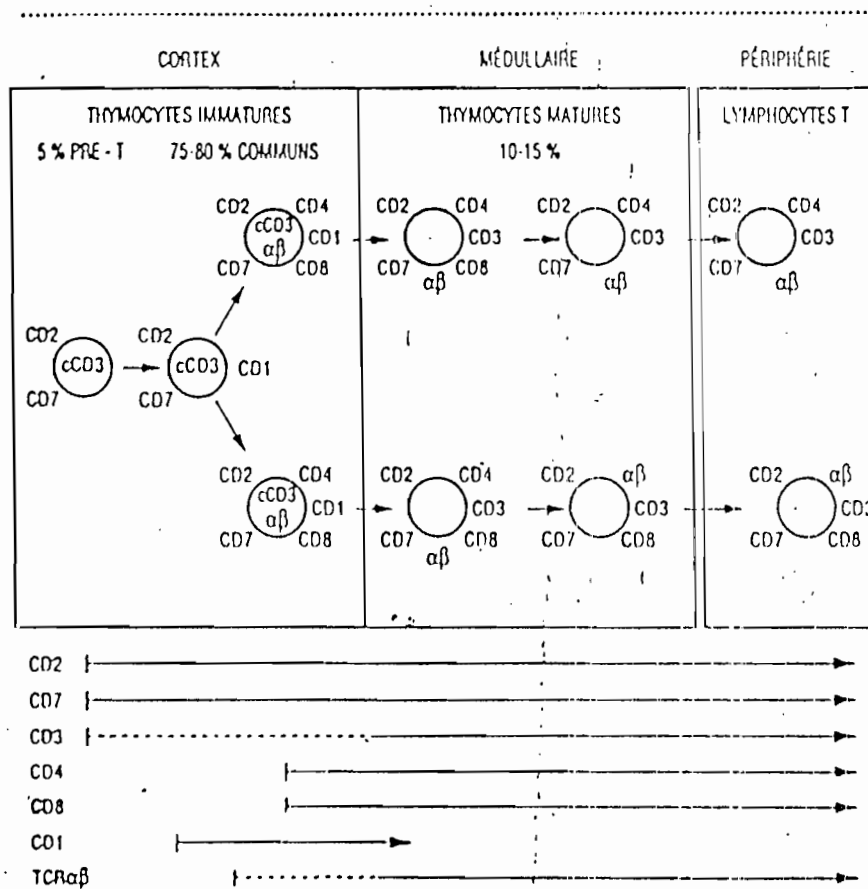 CORTEX MÉDULLAIRE PÉRIPHÉRIE
THYMOCYTES IMMATURES THYMOCYTES MATURES LYMPHOCYTES T
5 % PRE - T 75-80 % COMMUNS 10-15 %
CD2 CD4 CD2 CD4 CD2 CD4 CD2 CD4
cCD3 αβ CD1 CD3 CD3 CD3
CD7 CD8 CD7 αβ CD8 CD7 αβ CD7 αβ
CD2 CD2
cCD3 cCD3 CD1
CD7 CD7
CD2 CD4 CD2 CD4 CD2 αβ CD2 αβ
cCD3 αβ CD1 CD3 CD3 CD3
CD7 CD8 CD7 αβ CD8 CD7 CD8 CD7 CD8
CD2
CD7
CD3
CD4
CD8
CD1
TCRαβ